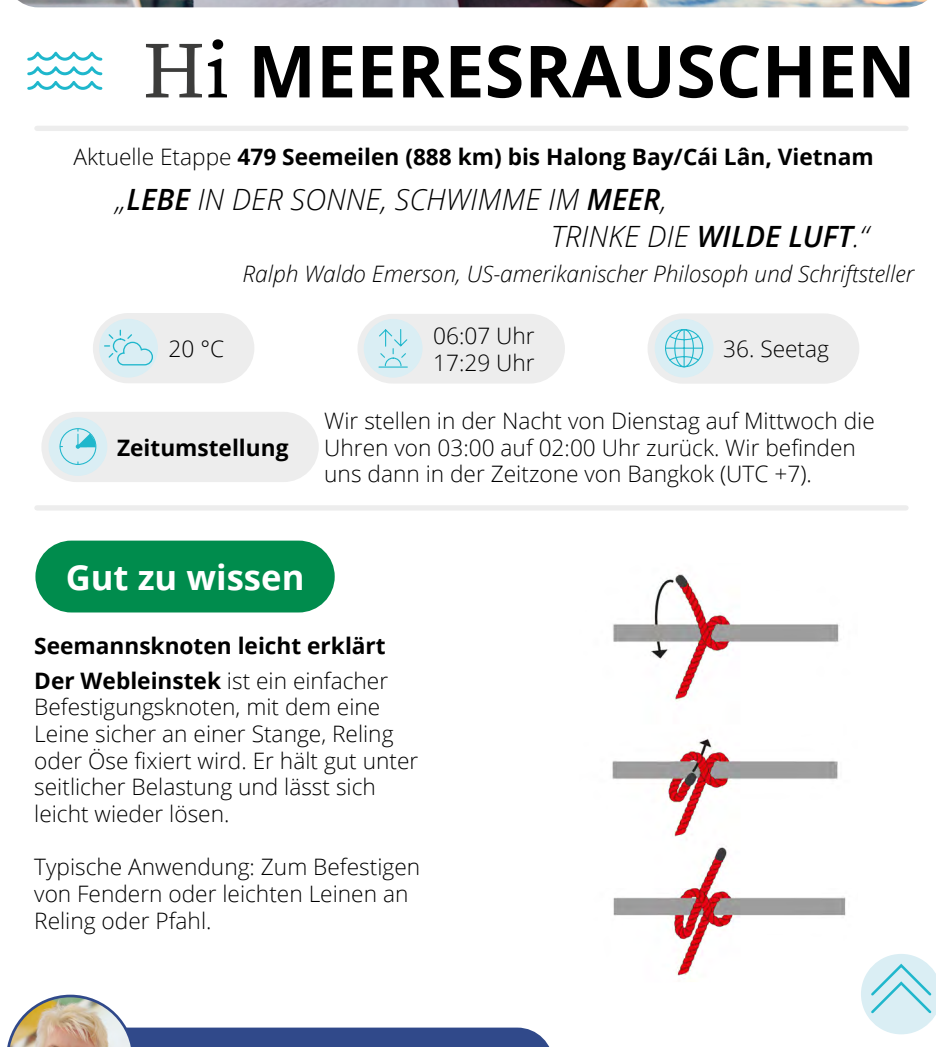 Hi MEERESRAUSCHEN
Aktuelle Etappe 479 Seemeilen (888 km) bis Halong Bay/Cái Lân, Vietnam
„LEBE IN DER SONNE, SCHWIMME IM MEER,
TRINKE DIE WILDE LUFT.“
Ralph Waldo Emerson, US-amerikanischer Philosoph und Schriftsteller
20 °C
06:07 Uhr
17:29 Uhr
36. Seetag
Zeitumstellung
Wir stellen in der Nacht von Dienstag auf Mittwoch die
Uhren von 03:00 auf 02:00 Uhr zurück. Wir befinden
uns dann in der Zeitzone von Bangkok (UTC +7).
Gut zu wissen
Seemannsknoten leicht erklärt
Der Webleinstek ist ein einfacher
Befestigungsknoten, mit dem eine
Leine sicher an einer Stange, Reling
oder Öse fixiert wird. Er hält gut unter
seitlicher Belastung und lässt sich
leicht wieder lösen.
Typische Anwendung: Zum Befestigen
von Fendern oder leichten Leinen an
Reling oder Pfahl.